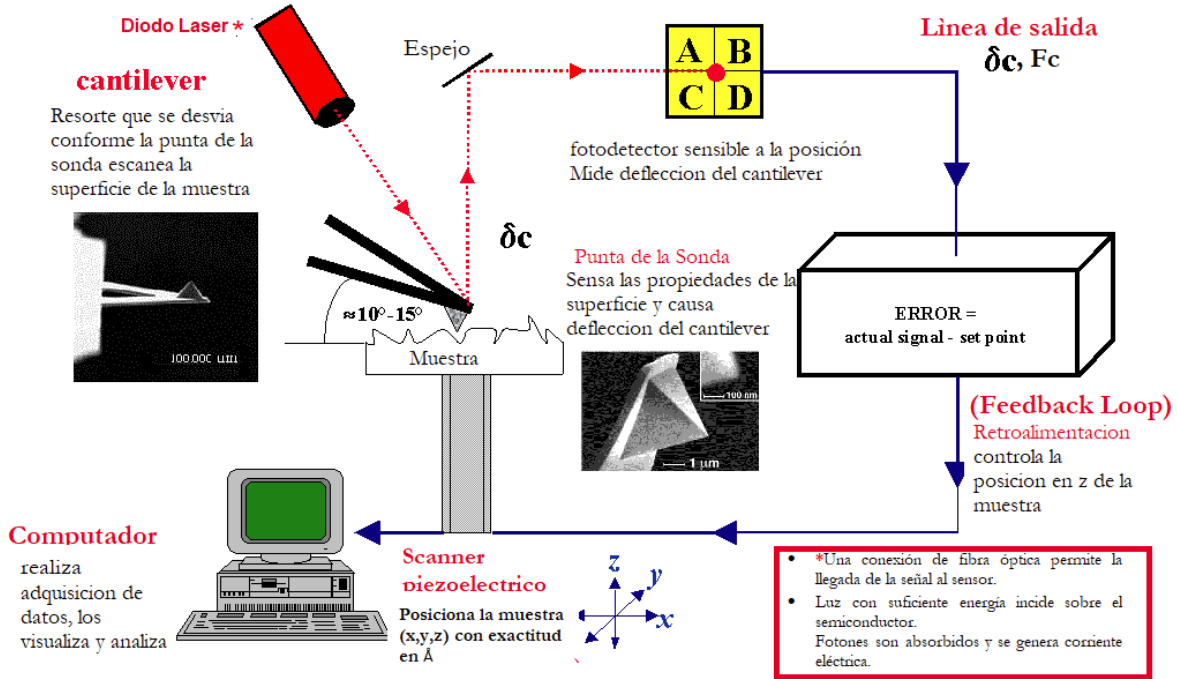 Diodo Laser *
cantilever
Resorte que se desvia
conforme la punta de la
sonda escanea la
superficie de la muestra
100.000 µm
Espejo
A B
C D
fotodetector sensible a la posición
Mide defleccion del cantilever
Lìnea de salida
δc, Fc
δc
≈10°-15°
Muestra
Punta de la Sonda
Sensa las propiedades de la
superficie y causa
defleccion del cantilever
100 nm
1 µm
ERROR =
actual signal - set point
(Feedback Loop)
Retroalimentacion
controla la
posicion en z de la
muestra
Computador
realiza
adquisicion de
datos, los
visualiza y analiza
Scanner
piezoelectrico
Posiciona la muestra
(x,y,z) con exactitud
en Å
z
y
x
• *Una conexión de fibra óptica permite la
llegada de la señal al sensor.
• Luz con suficiente energía incide sobre el
semiconductor.
Fotones son absorbidos y se genera corriente
eléctrica.